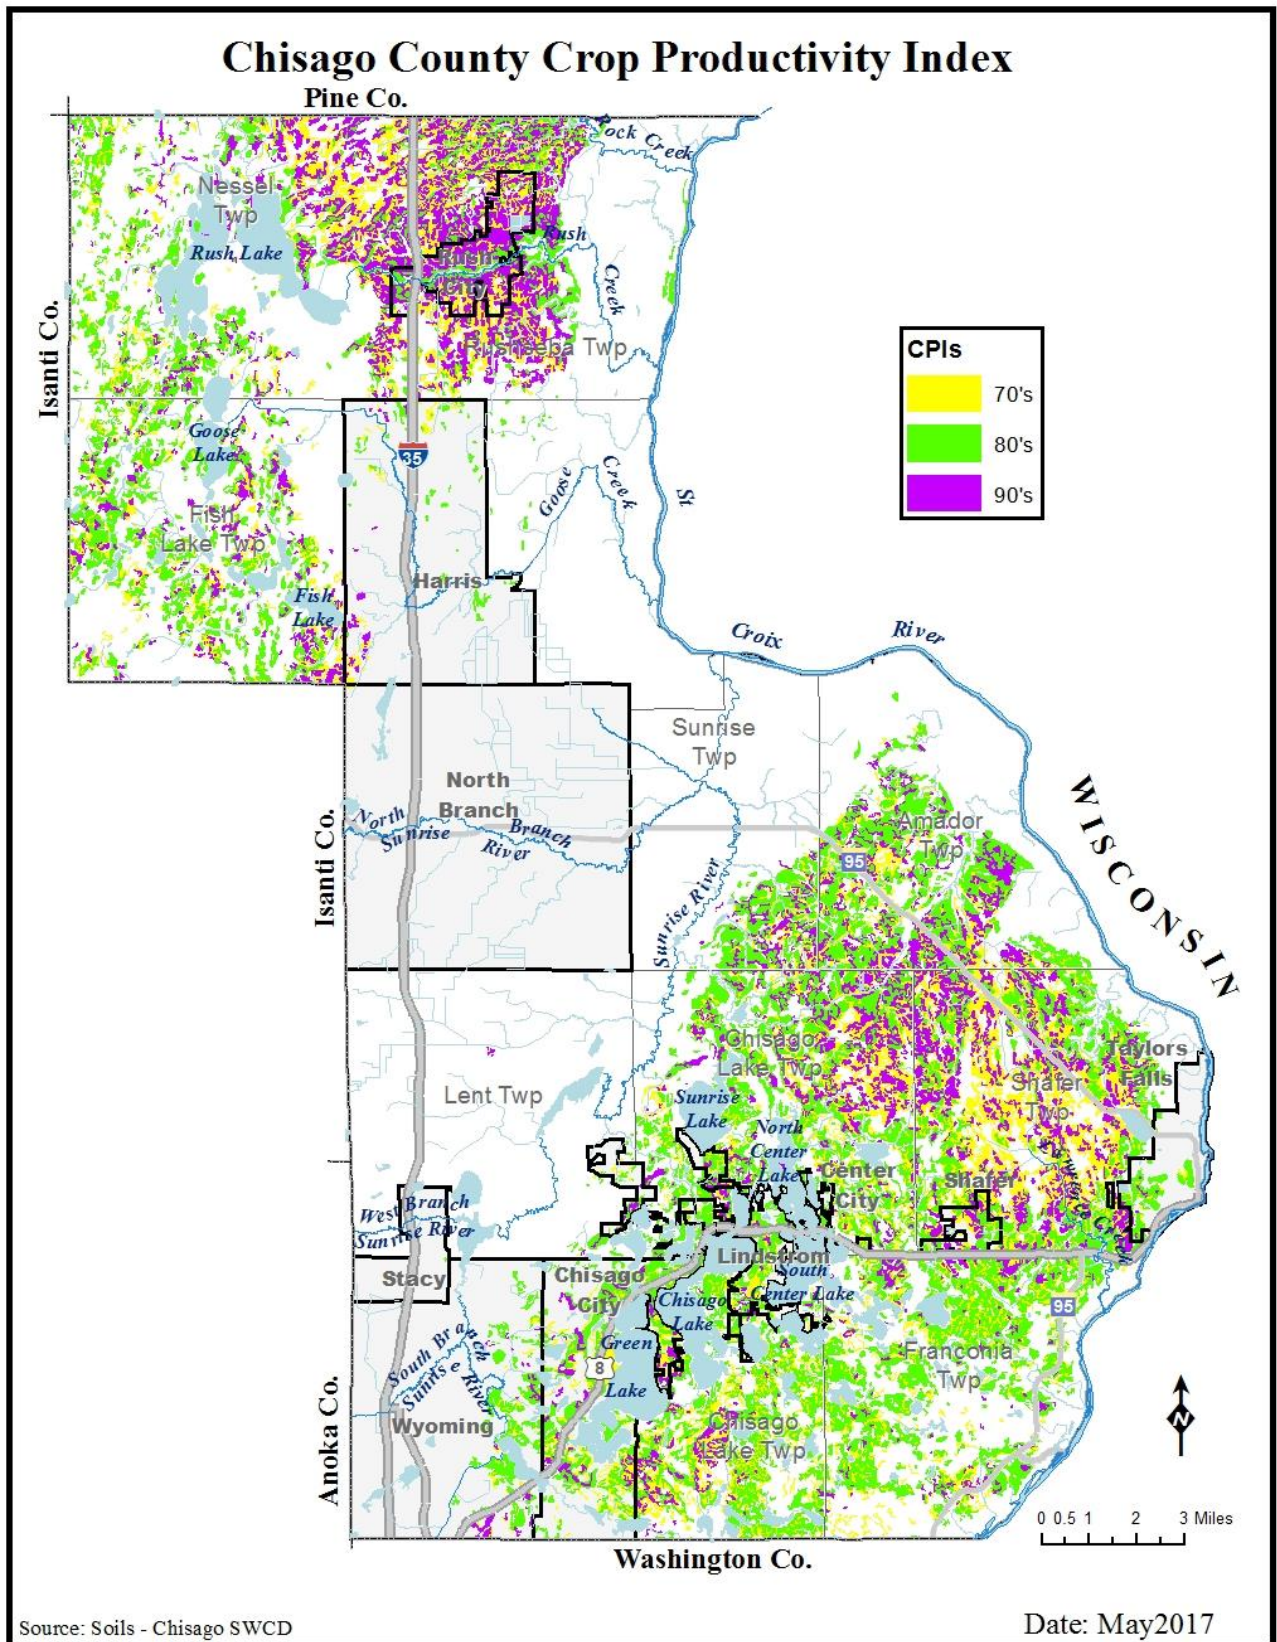 Chisago County Crop Productivity Index
Pine Co.
Rock Creek
Nessel
Twp
Rush Lake
Rush
Creek
Rush
City
Rushseba Twp
Isanti Co.
CPIs
70's
80's
90's
Goose
Lake
35
Goose
Creek
St
Fish
Lake Twp
Harris
Fish
Lake
Croix
River
Sunrise
Twp
North
Branch
WISCONSIN
Isanti Co.
North
Branch
Sunrise
River
Amador
Twp
95
Sunrise River
Chisago
Lake Twp
Taylors
Falls
Lent Twp
Shafer
Twp
Sunrise
Lake
North
Center
Lake
Center
City
Shafer
West Branch
Sunrise River
Lindstrom
Stacy
Chisago
City
South
Center Lake
Chisago
Lake
95
South Branch
Sunrise River
Green
Lake
8
Franconia
Twp
Wyoming
Chisago
Lake Twp
N
Anoka Co.
0 0.5 1 2 3 Miles
Washington Co.
Source: Soils - Chisago SWCD
Date: May2017